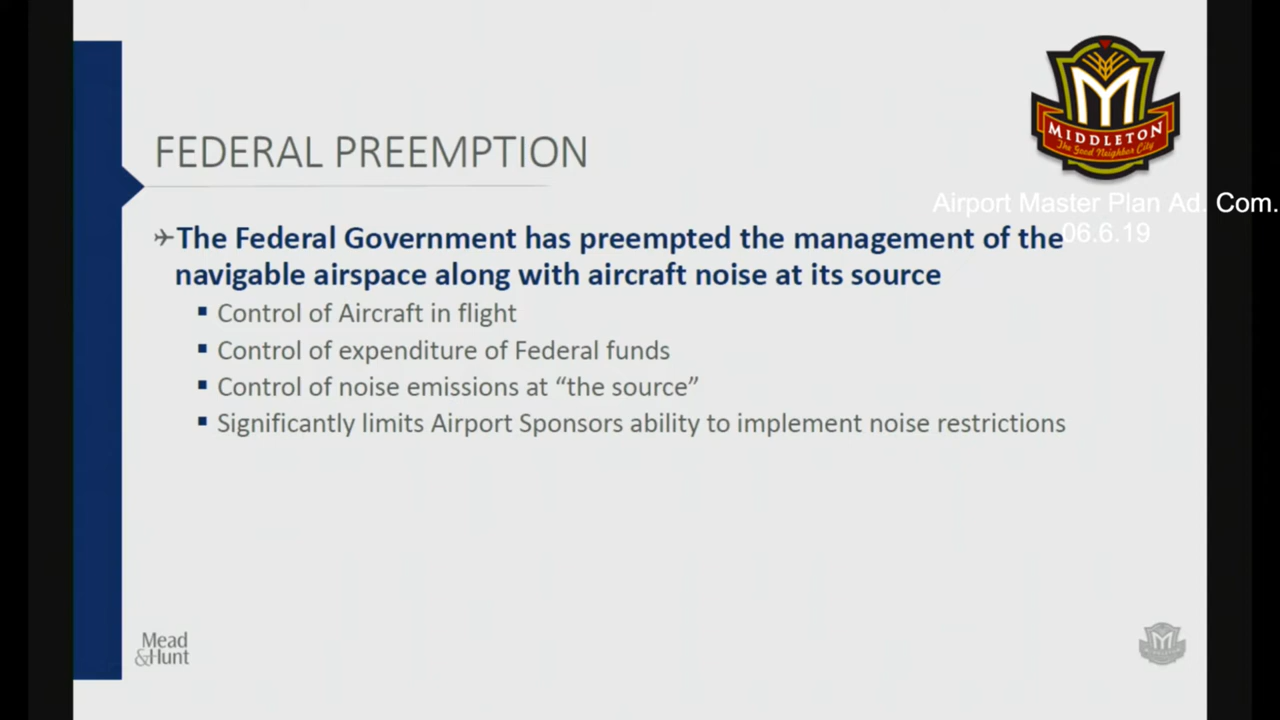 MIDDLETON
The Good Neighbor City
Airport Master Plan Ad. Com.
06.6.19
FEDERAL PREEMPTION
The Federal Government has preempted the management of the
navigable airspace along with aircraft noise at its source
Control of Aircraft in flight
Control of expenditure of Federal funds
Control of noise emissions at “the source”
Significantly limits Airport Sponsors ability to implement noise restrictions
Mead
&Hunt